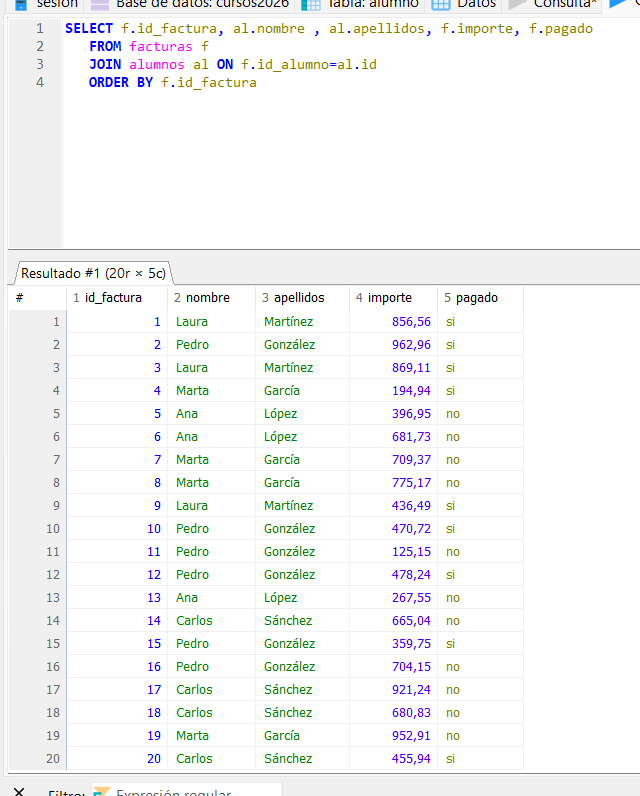 sesión Base de datos: cursos2026 Tabla: alumno Datos Consulta*
1 SELECT f.id_factura, al.nombre , al.apellidos, f.importe, f.pagado
2 FROM facturas f
3 JOIN alumnos al ON f.id_alumno=al.id
4 ORDER BY f.id_factura
Resultado #1 (20r × 5c)
# 1 id_factura 2 nombre 3 apellidos 4 importe 5 pagado
1 1 Laura Martínez 856,56 si
2 2 Pedro González 962,96 si
3 3 Laura Martínez 869,11 si
4 4 Marta García 194,94 si
5 5 Ana López 396,95 no
6 6 Ana López 681,73 no
7 7 Marta García 709,37 no
8 8 Marta García 775,17 no
9 9 Laura Martínez 436,49 si
10 10 Pedro González 470,72 si
11 11 Pedro González 125,15 no
12 12 Pedro González 478,24 si
13 13 Ana López 267,55 no
14 14 Carlos Sánchez 665,04 no
15 15 Pedro González 359,75 si
16 16 Pedro González 704,15 no
17 17 Carlos Sánchez 921,24 no
18 18 Carlos Sánchez 680,83 no
19 19 Marta García 952,91 no
20 20 Carlos Sánchez 455,94 si
Filtro: Expresión regular